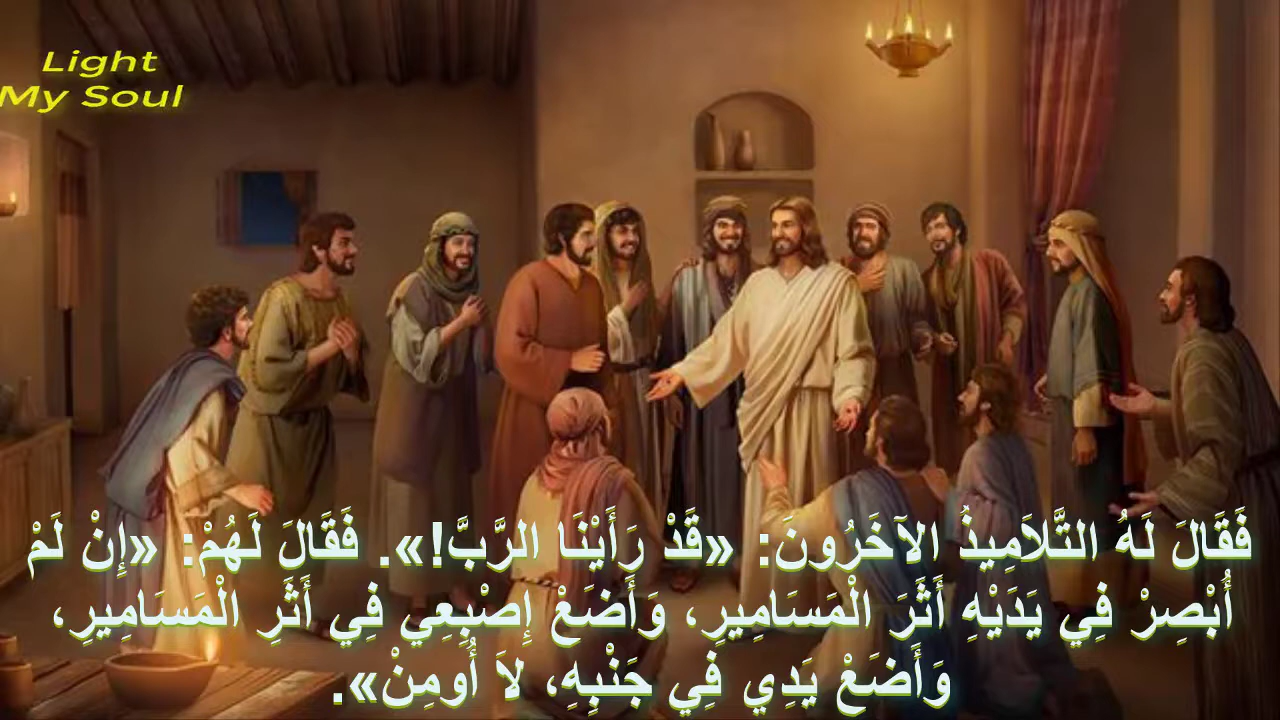 Light
My Soul
فَقَالَ لَهُ التَّلاَمِيذُ الآخَرُونَ: «قَدْ رَأَيْنَا الرَّبَّ!». فَقَالَ لَهُمْ: «إِنْ لَمْ
أُبْصِرْ فِي يَدَيْهِ أَثَرَ الْمَسَامِيرِ، وَأَضَعْ إِصْبِعِي فِي أَثَرِ الْمَسَامِيرِ،
وَأَضَعْ يَدِي فِي جَنْبِهِ، لاَ أُومِنْ».